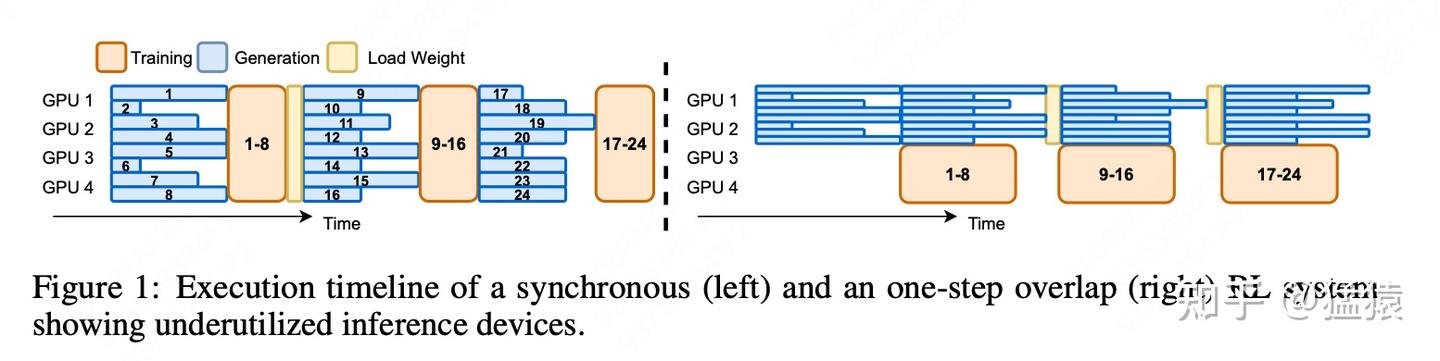 Training Generation Load Weight
GPU 1
GPU 2
GPU 3
GPU 4
1
2
3
4
5
6
7
8
1-8
9
10
11
12
13
14
15
16
9-16
17
18
19
20
21
22
23
24
17-24
Time
GPU 1
GPU 2
GPU 3
GPU 4
1-8
9-16
17-24
Time
Figure 1: Execution timeline of a synchronous (left) and an one-step overlap (right) RL system
showing underutilized inference devices.
知乎 @猛猿